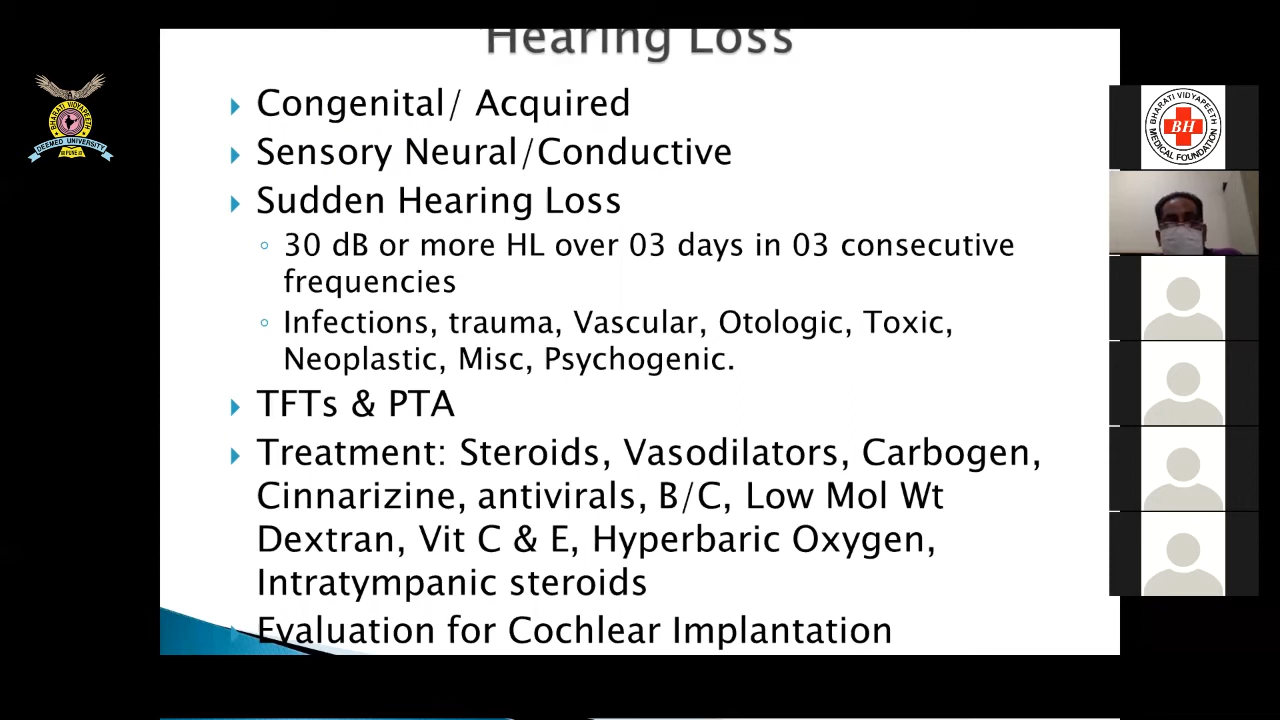 Hearing Loss
Congenital/ Acquired
Sensory Neural/Conductive
Sudden Hearing Loss
30 dB or more HL over 03 days in 03 consecutive
frequencies
Infections, trauma, Vascular, Otologic, Toxic,
Neoplastic, Misc, Psychogenic.
TFTs & PTA
Treatment: Steroids, Vasodilators, Carbogen,
Cinnarizine, antivirals, B/C, Low Mol Wt
Dextran, Vit C & E, Hyperbaric Oxygen,
Intratympanic steroids
Evaluation for Cochlear Implantation
BHARATI VIDYAPEETH
DEEMED UNIVERSITY
BHARATI VIDYAPEETH
BH
MEDICAL FOUNDATION